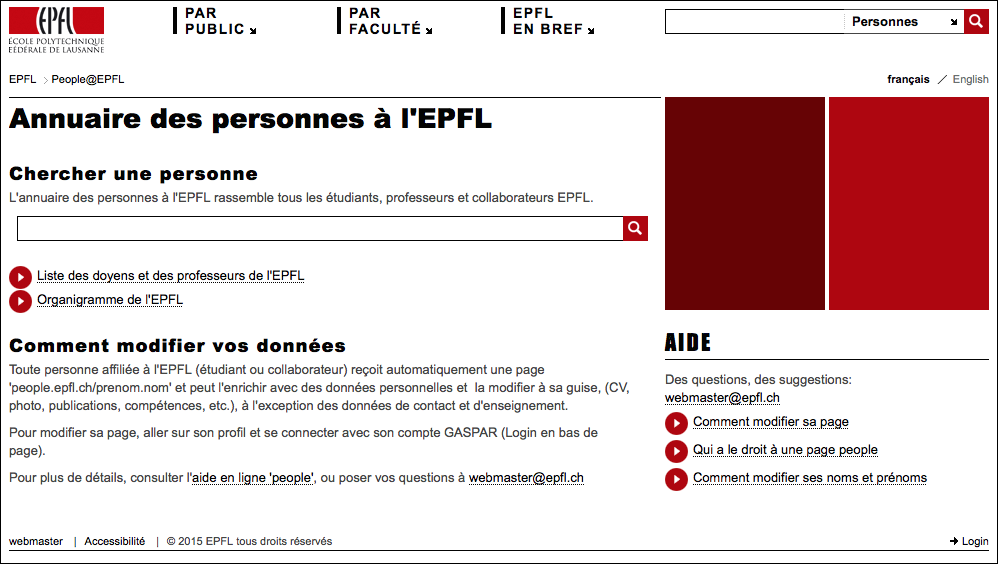 EPFL
ÉCOLE POLYTECHNIQUE
FÉDÉRALE DE LAUSANNE
PAR
PUBLIC
PAR
FACULTÉ
EPFL
EN BREF
Personnes
EPFL > People@EPFL
français / English
Annuaire des personnes à l'EPFL
Chercher une personne
L'annuaire des personnes à l'EPFL rassemble tous les étudiants, professeurs et collaborateurs EPFL.
Liste des doyens et des professeurs de l'EPFL
Organigramme de l'EPFL
Comment modifier vos données
Toute personne affiliée à l'EPFL (étudiant ou collaborateur) reçoit automatiquement une page
'people.epfl.ch/prenom.nom' et peut l'enrichir avec des données personnelles et la modifier à sa guise, (CV,
photo, publications, compétences, etc.), à l'exception des données de contact et d'enseignement.
Pour modifier sa page, aller sur son profil et se connecter avec son compte GASPAR (Login en bas de
page).
Pour plus de détails, consulter l'aide en ligne 'people', ou poser vos questions à webmaster@epfl.ch
AIDE
Des questions, des suggestions:
webmaster@epfl.ch
Comment modifier sa page
Qui a le droit à une page people
Comment modifier ses noms et prénoms
webmaster | Accessibilité | © 2015 EPFL tous droits réservés
Login